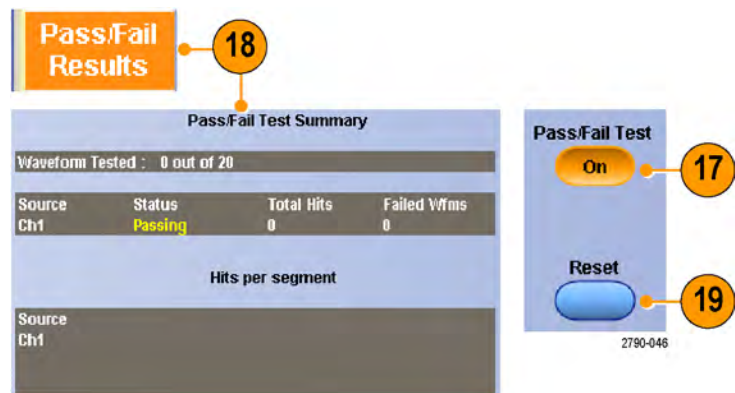 Pass/Fail
Results
18
Pass/Fail Test Summary
Waveform Tested : 0 out of 20
Source Status Total Hits Failed Wfms
Ch1 Passing 0 0
Hits per segment
Source
Ch1
Pass/Fail Test
On
17
Reset
19
2790-046